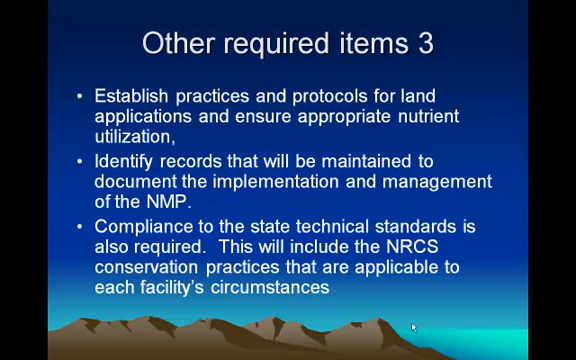 Other required items 3
• Establish practices and protocols for land
applications and ensure appropriate nutrient
utilization,
• Identify records that will be maintained to
document the implementation and management
of the NMP.
• Compliance to the state technical standards is
also required.  This will include the NRCS
conservation practices that are applicable to
each facility's circumstances